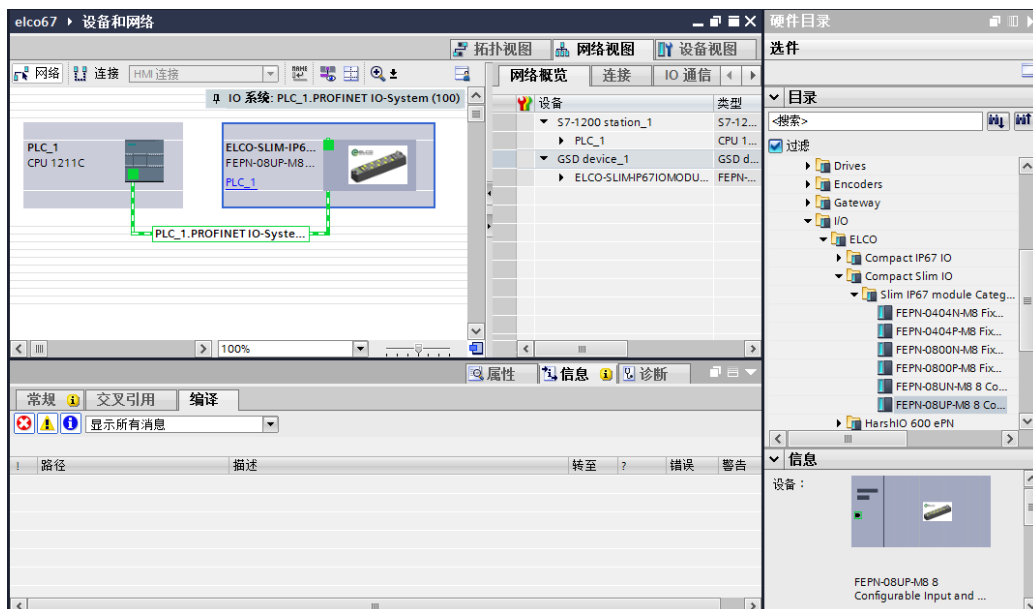 elco67 ▸ 设备和网络
拓扑视图 网络视图 设备视图
网络 连接 HMI 连接
IO 系统: PLC_1.PROFINET IO-System (100)
PLC_1
CPU 1211C
ELCO-SLIM-IP6...
FEPN-08UP-M8...
PLC_1
PLC_1.PROFINET IO-Syste...
100%
网络概览 连接 IO 通信
设备 类型
S7-1200 station_1 S7-12...
PLC_1 CPU 1...
GSD device_1 GSD d...
ELCO-SLIM-IP67IOMODU... FEPN-...
属性 信息 诊断
常规 交叉引用 编译
显示所有消息
! 路径 描述 转至 ? 错误 警告
硬件目录
选件
目录
<搜索>
过滤
Drives
Encoders
Gateway
I/O
ELCO
Compact IP67 IO
Compact Slim IO
Slim IP67 module Categ...
FEPN-0404N-M8 Fix...
FEPN-0404P-M8 Fix...
FEPN-0800N-M8 Fix...
FEPN-0800P-M8 Fix...
FEPN-08UN-M8 8 Co...
FEPN-08UP-M8 8 Co...
HarshIO 600 ePN
信息
设备：
FEPN-08UP-M8 8
Configurable Input and ...